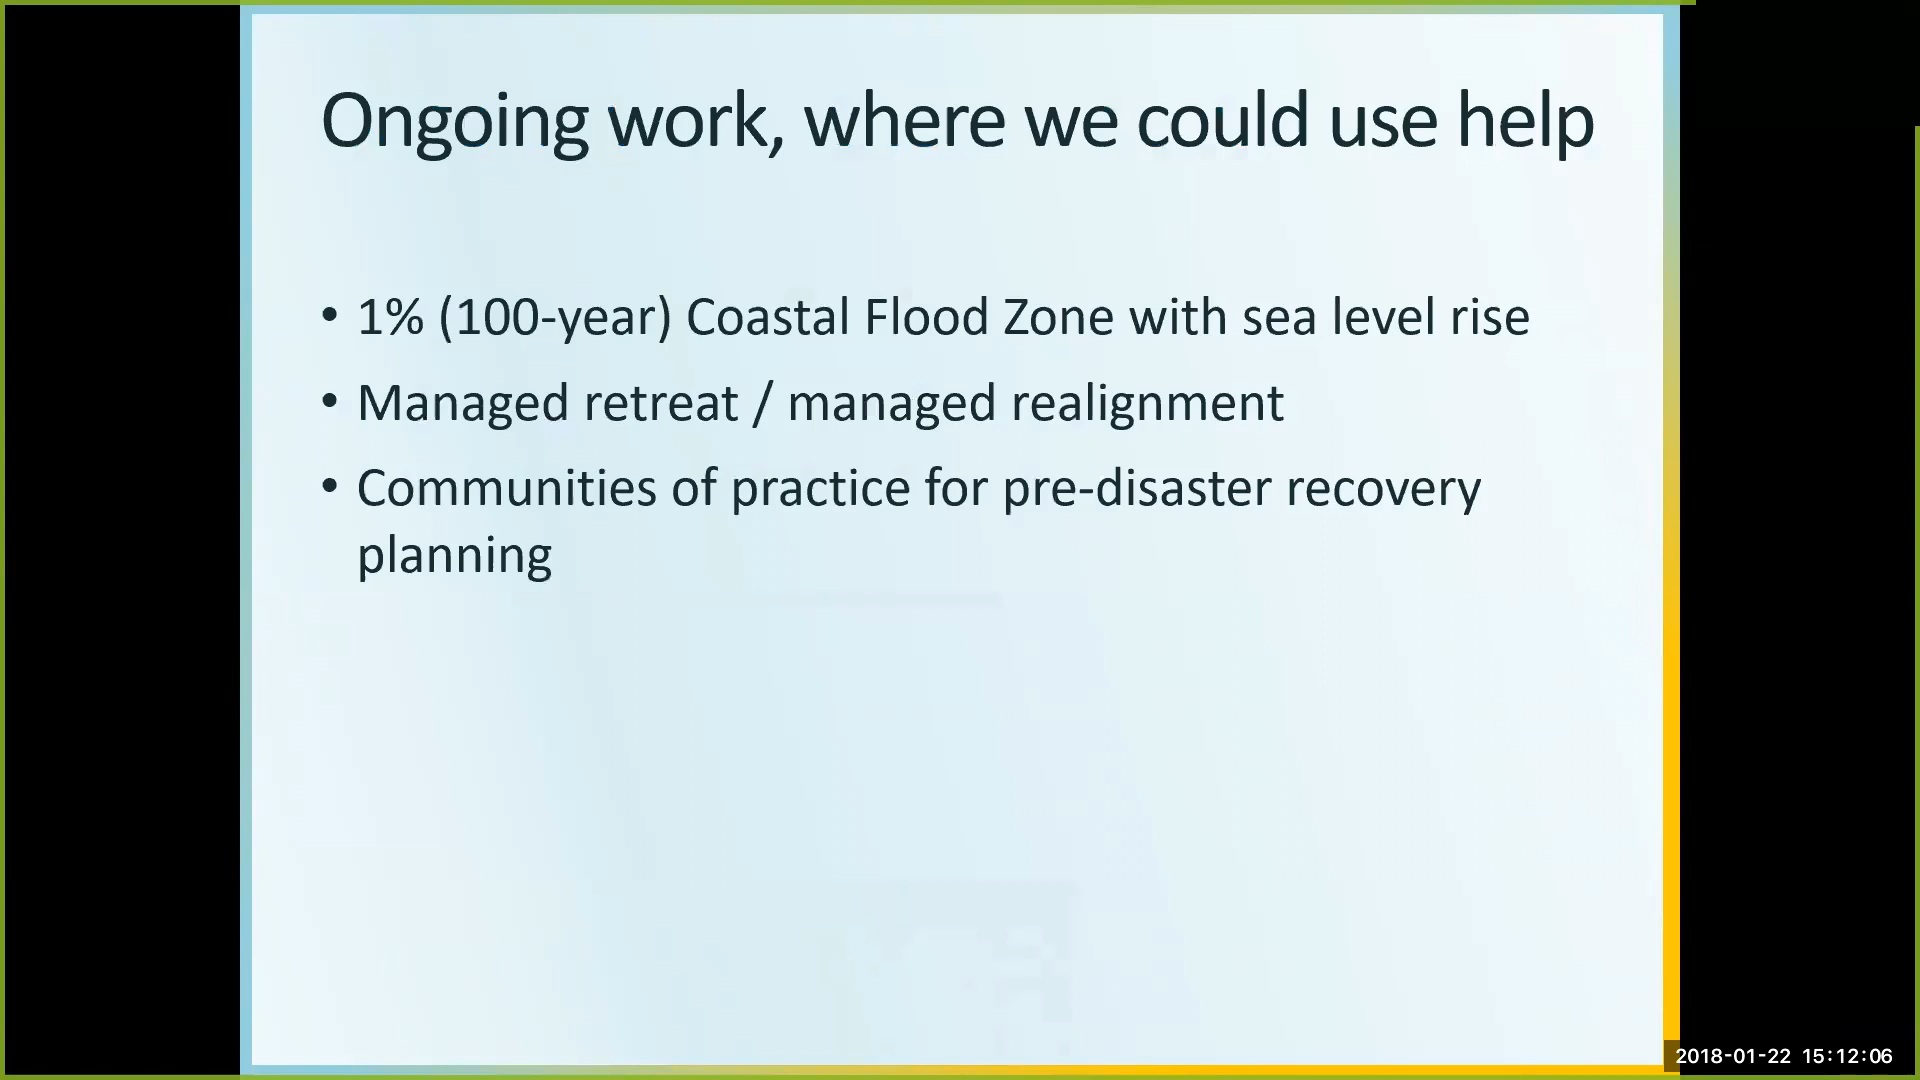 Ongoing work, where we could use help
• 1% (100-year) Coastal Flood Zone with sea level rise
• Managed retreat / managed realignment
• Communities of practice for pre-disaster recovery
planning
2018-01-22 15:12:06